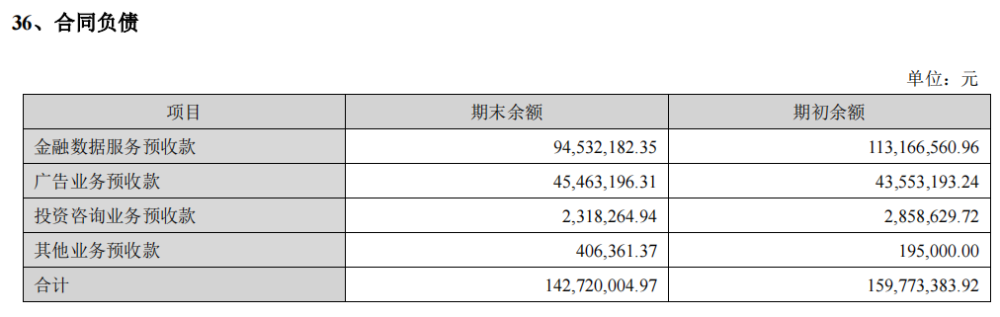 36、合同负债
单位：元
项目 期末余额 期初余额
金融数据服务预收款 94,532,182.35 113,166,560.96
广告业务预收款 45,463,196.31 43,553,193.24
投资咨询业务预收款 2,318,264.94 2,858,629.72
其他业务预收款 406,361.37 195,000.00
合计 142,720,004.97 159,773,383.92